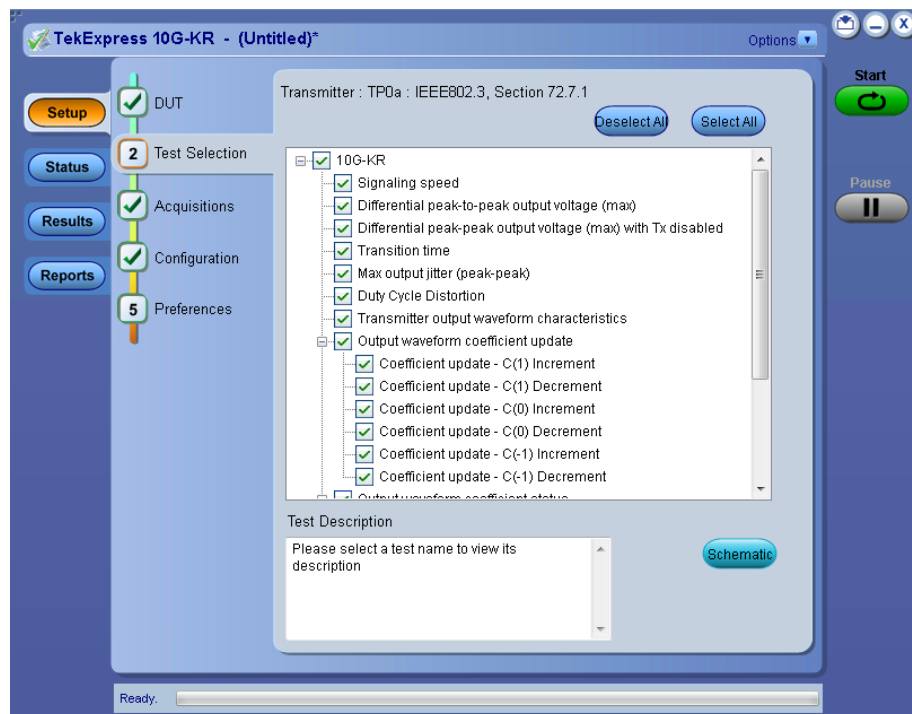 TekExpress 10G-KR - (Untitled)*
Options
Start
Pause
Setup
Status
Results
Reports
DUT
2 Test Selection
Acquisitions
Configuration
5 Preferences
Transmitter : TP0a : IEEE802.3, Section 72.7.1
Deselect All
Select All
10G-KR
Signaling speed
Differential peak-to-peak output voltage (max)
Differential peak-peak output voltage (max) with Tx disabled
Transition time
Max output jitter (peak-peak)
Duty Cycle Distortion
Transmitter output waveform characteristics
Output waveform coefficient update
Coefficient update - C(1) Increment
Coefficient update - C(1) Decrement
Coefficient update - C(0) Increment
Coefficient update - C(0) Decrement
Coefficient update - C(-1) Increment
Coefficient update - C(-1) Decrement
Output waveform coefficient status
Test Description
Please select a test name to view its
description
Schematic
Ready.